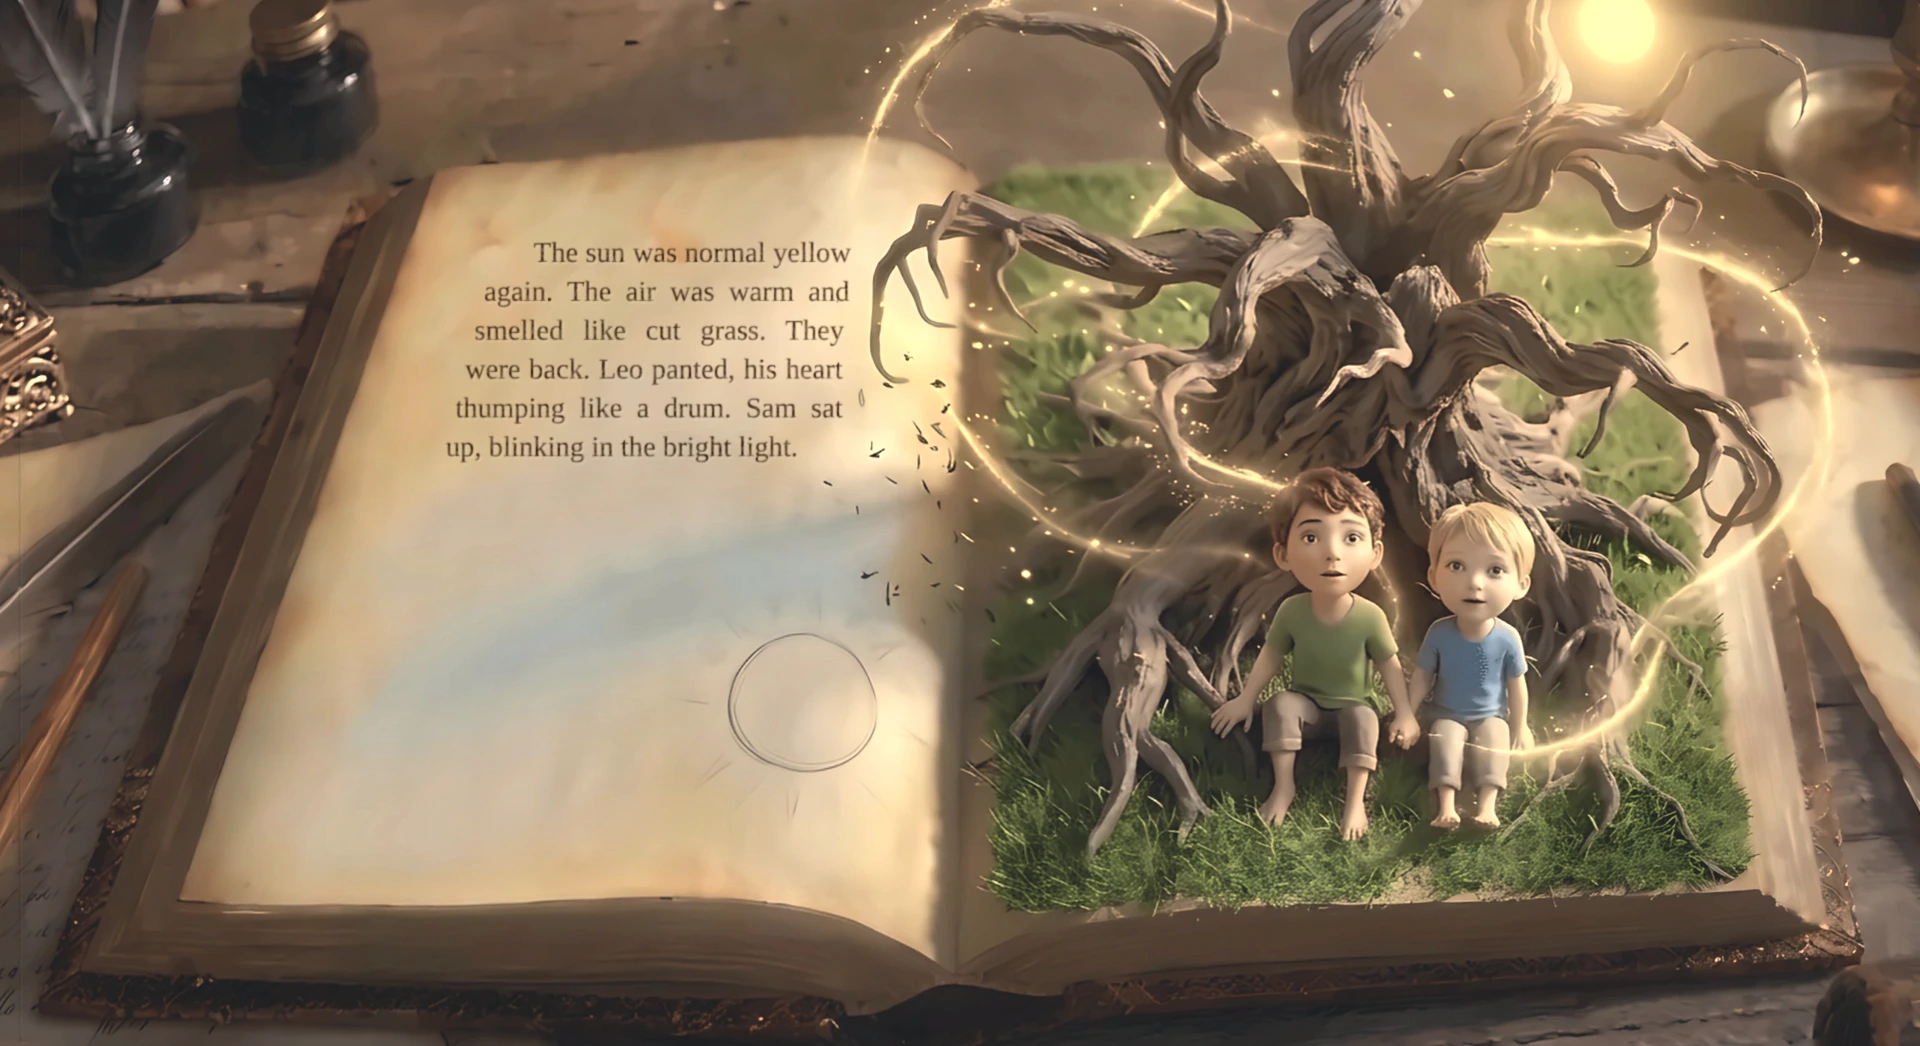 The sun was normal yellow
again. The air was warm and
smelled like cut grass. They
were back. Leo panted, his heart
thumping like a drum. Sam sat
up, blinking in the bright light.